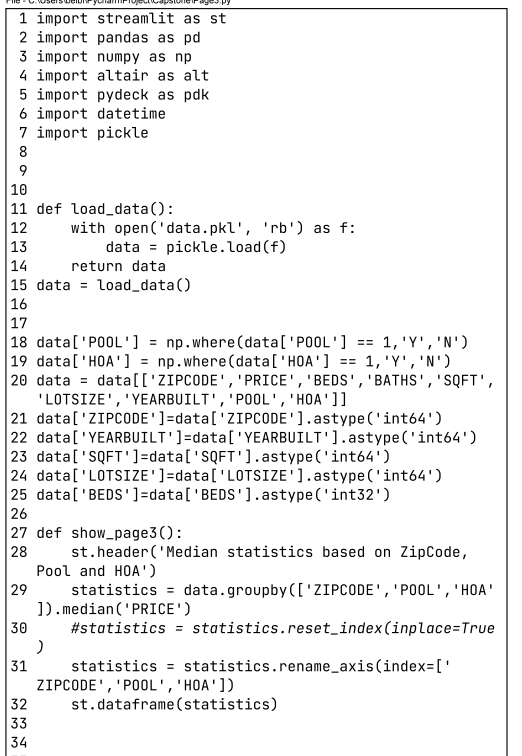 File - C:\Users\belbi\PycharmProject\Capstone\Page3.py
1 import streamlit as st
2 import pandas as pd
3 import numpy as np
4 import altair as alt
5 import pydeck as pdk
6 import datetime
7 import pickle
8
9
10
11 def load_data():
12     with open('data.pkl', 'rb') as f:
13         data = pickle.load(f)
14     return data
15 data = load_data()
16
17
18 data['POOL'] = np.where(data['POOL'] == 1,'Y','N')
19 data['HOA'] = np.where(data['HOA'] == 1,'Y','N')
20 data = data[['ZIPCODE','PRICE','BEDS','BATHS','SQFT',
'LOTSIZE','YEARBUILT','POOL','HOA']]
21 data['ZIPCODE']=data['ZIPCODE'].astype('int64')
22 data['YEARBUILT']=data['YEARBUILT'].astype('int64')
23 data['SQFT']=data['SQFT'].astype('int64')
24 data['LOTSIZE']=data['LOTSIZE'].astype('int64')
25 data['BEDS']=data['BEDS'].astype('int32')
26
27 def show_page3():
28     st.header('Median statistics based on ZipCode,
Pool and HOA')
29     statistics = data.groupby(['ZIPCODE','POOL','HOA'
]).median('PRICE')
30     #statistics = statistics.reset_index(inplace=True
)
31     statistics = statistics.rename_axis(index=['
ZIPCODE','POOL','HOA'])
32     st.dataframe(statistics)
33
34